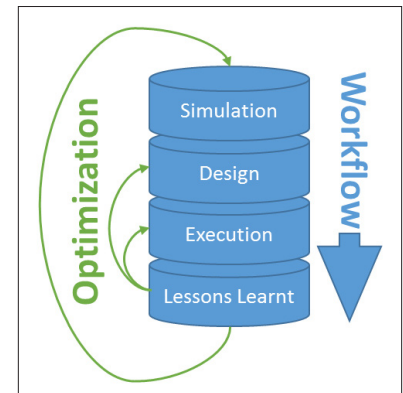 Optimization
Simulation
Design
Execution
Lessons Learnt
Workflow